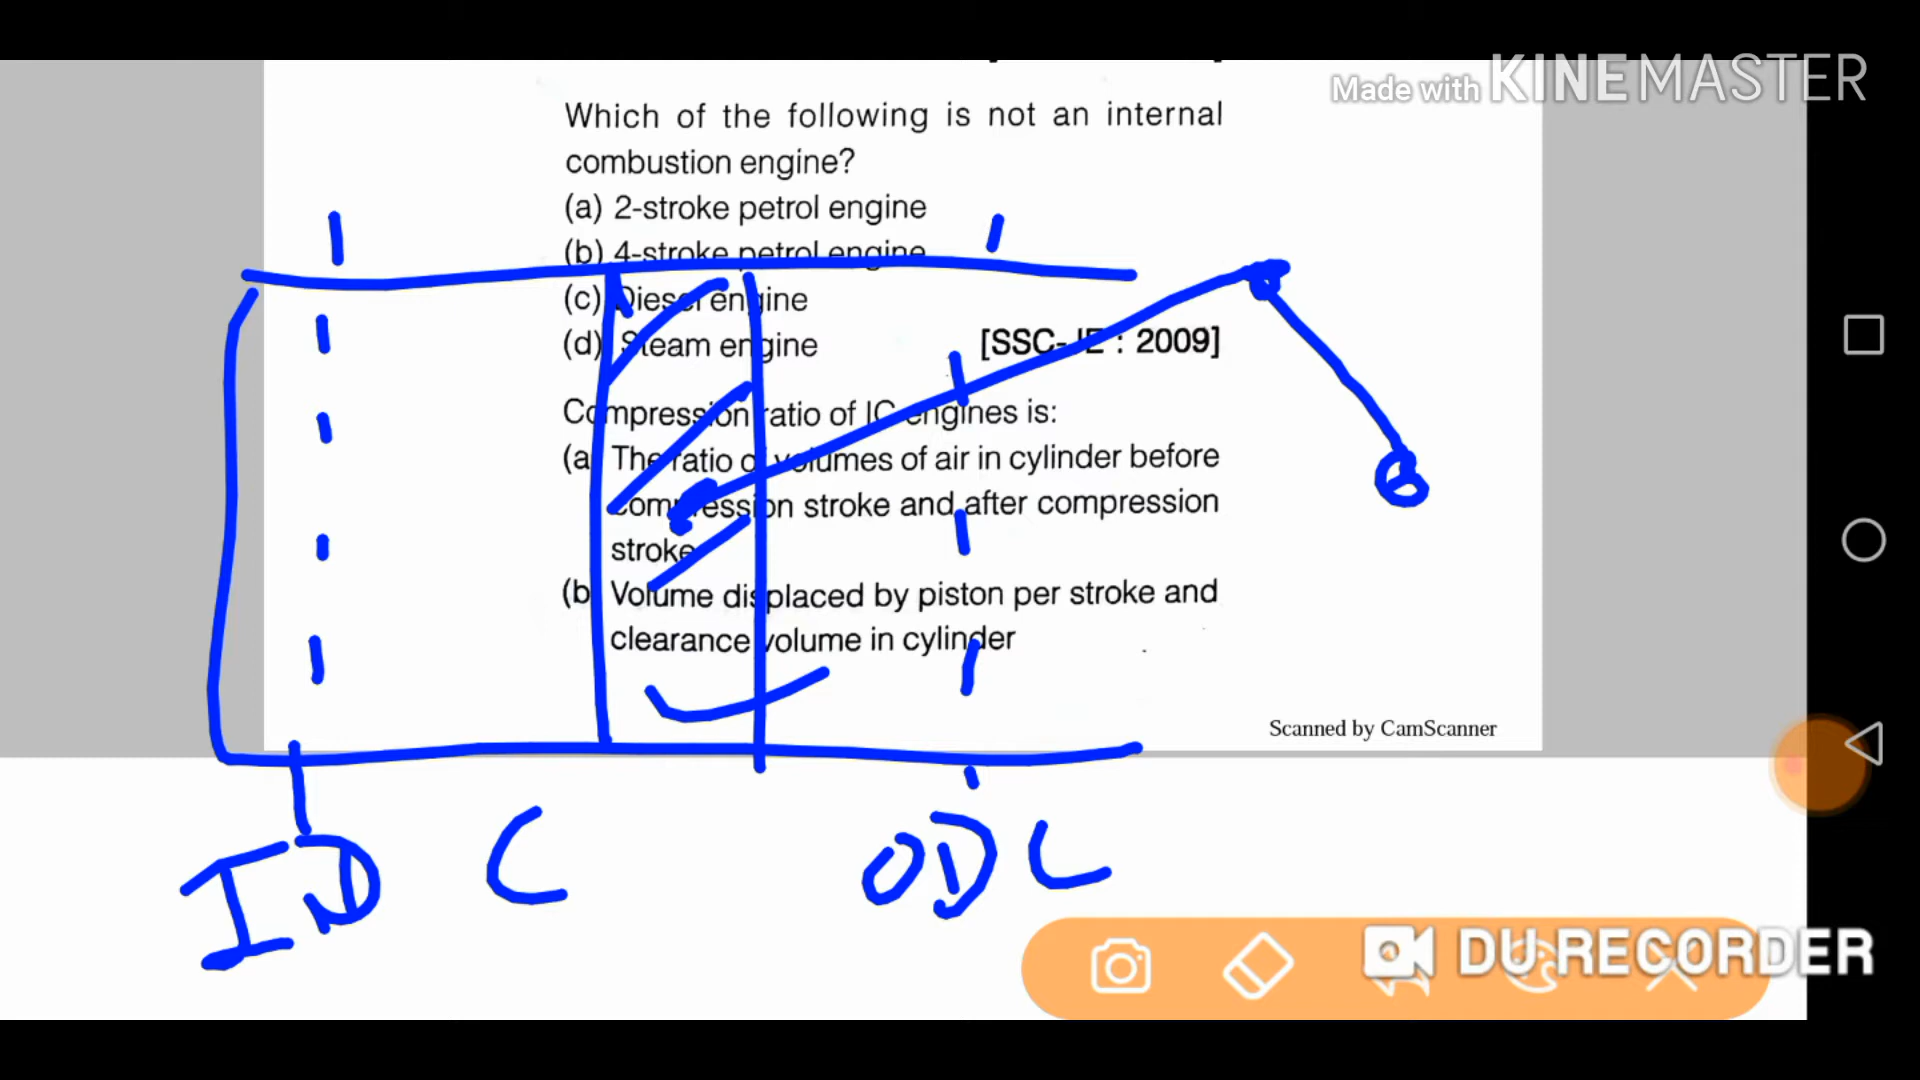 Made with KINEMASTER
Which of the following is not an internal
combustion engine?
(a) 2-stroke petrol engine
(b) 4-stroke petrol engine
(c) Diesel engine
(d) Steam engine [SSC-JE : 2009]
Compression ratio of IC engines is:
(a) The ratio of volumes of air in cylinder before
compression stroke and after compression
stroke
(b) Volume displaced by piston per stroke and
clearance volume in cylinder
Scanned by CamScanner
IDC ODC
DU RECORDER